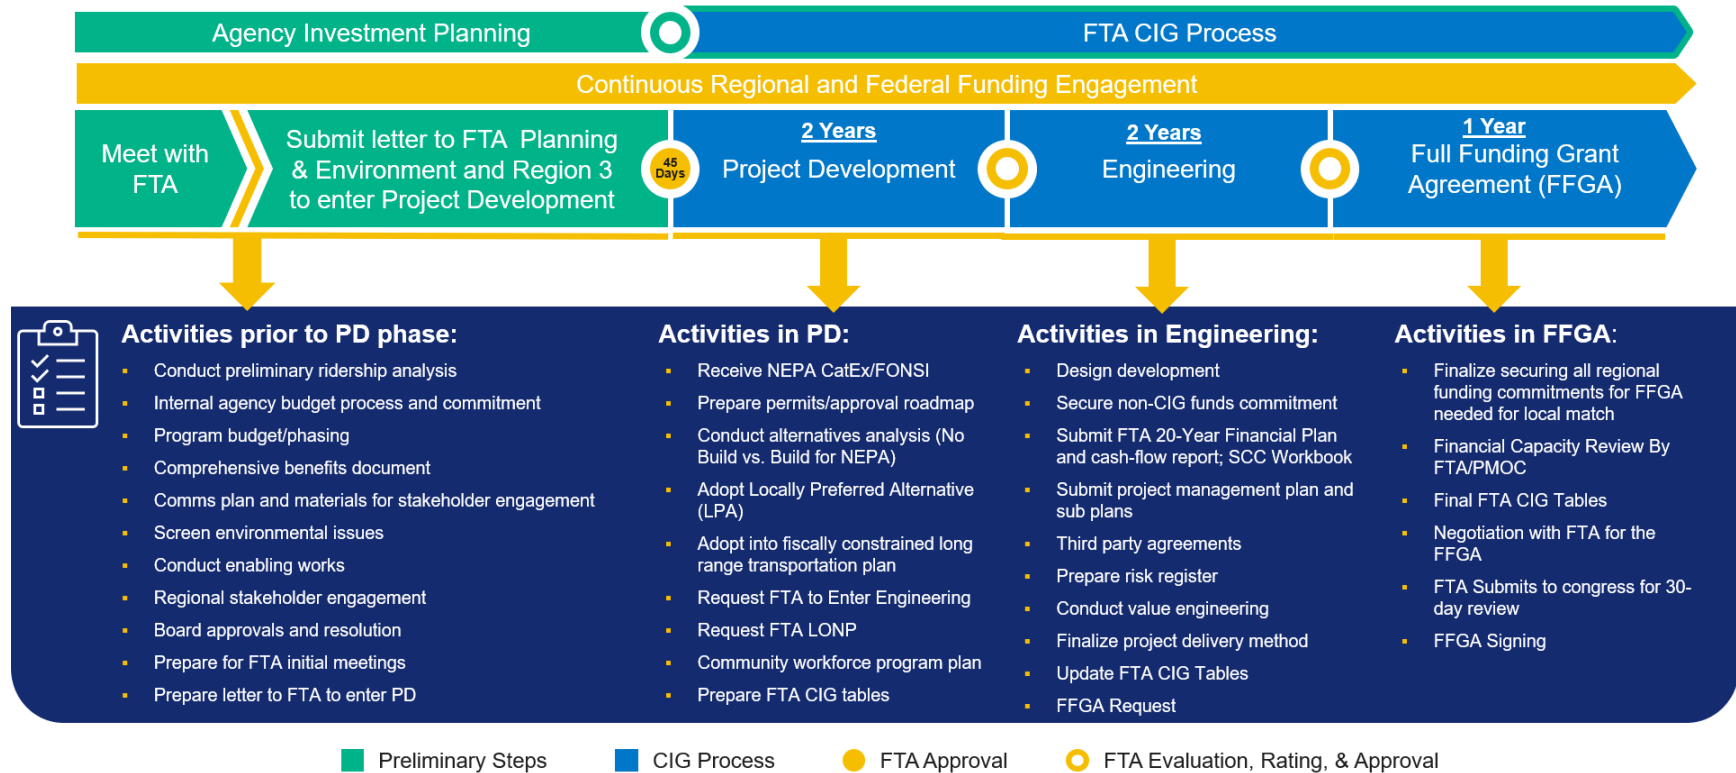 Agency Investment Planning
FTA CIG Process
Continuous Regional and Federal Funding Engagement
Meet with
FTA
Submit letter to FTA Planning
& Environment and Region 3
to enter Project Development
45
Days
2 Years
Project Development
2 Years
Engineering
1 Year
Full Funding Grant
Agreement (FFGA)
Activities prior to PD phase:
▪ Conduct preliminary ridership analysis
▪ Internal agency budget process and commitment
▪ Program budget/phasing
▪ Comprehensive benefits document
▪ Comms plan and materials for stakeholder engagement
▪ Screen environmental issues
▪ Conduct enabling works
▪ Regional stakeholder engagement
▪ Board approvals and resolution
▪ Prepare for FTA initial meetings
▪ Prepare letter to FTA to enter PD
Activities in PD:
▪ Receive NEPA CatEx/FONSI
▪ Prepare permits/approval roadmap
▪ Conduct alternatives analysis (No
Build vs. Build for NEPA)
▪ Adopt Locally Preferred Alternative
(LPA)
▪ Adopt into fiscally constrained long
range transportation plan
▪ Request FTA to Enter Engineering
▪ Request FTA LONP
▪ Community workforce program plan
▪ Prepare FTA CIG tables
Activities in Engineering:
▪ Design development
▪ Secure non-CIG funds commitment
▪ Submit FTA 20-Year Financial Plan
and cash-flow report; SCC Workbook
▪ Submit project management plan and
sub plans
▪ Third party agreements
▪ Prepare risk register
▪ Conduct value engineering
▪ Finalize project delivery method
▪ Update FTA CIG Tables
▪ FFGA Request
Activities in FFGA:
▪ Finalize securing all regional
funding commitments for FFGA
needed for local match
▪ Financial Capacity Review By
FTA/PMOC
▪ Final FTA CIG Tables
▪ Negotiation with FTA for the
FFGA
▪ FTA Submits to congress for 30-
day review
▪ FFGA Signing
Preliminary Steps
CIG Process
FTA Approval
FTA Evaluation, Rating, & Approval